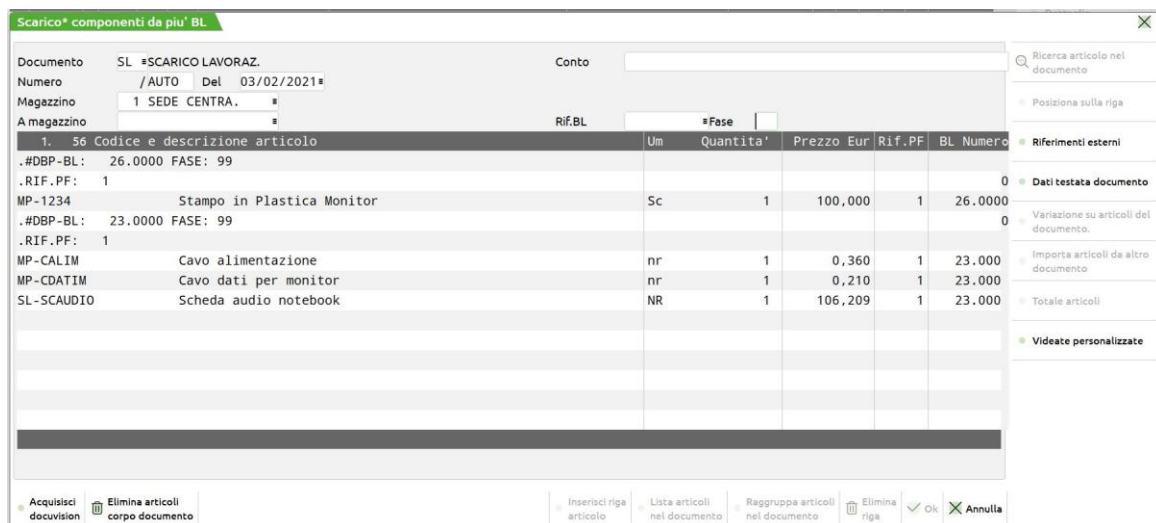 Scarico* componenti da piu' BL
Documento SL SCARICO LAVORAZ. Conto
Numero /AUTO Del 03/02/2021
Magazzino 1 SEDE CENTRA.
A magazzino Rif.BL Fase
1. 56 Codice e descrizione articolo Um Quantita' Prezzo Eur Rif.PF BL Numero
.#DBP-BL: 26.0000 FASE: 99
.RIF.PF: 1 0
MP-1234 Stampo in Plastica Monitor Sc 1 100,000 1 26.0000
.#DBP-BL: 23.0000 FASE: 99 0
.RIF.PF: 1
MP-CALIM Cavo alimentazione nr 1 0,360 1 23.000
MP-CDATIM Cavo dati per monitor nr 1 0,210 1 23.000
SL-SCAUDIO Scheda audio notebook NR 1 106,209 1 23.000
Ricerca articolo nel
documento
Posiziona sulla riga
Riferimenti esterni
Dati testata documento
Variazione su articoli del
documento.
Importa articoli da altro
documento
Totale articoli
Videate personalizzate
Acquisisci
docuvision
Elimina articoli
corpo documento
Inserisci riga
articolo
Lista articoli
nel documento
Raggruppa articoli
nel documento
Elimina
riga
Ok
Annulla